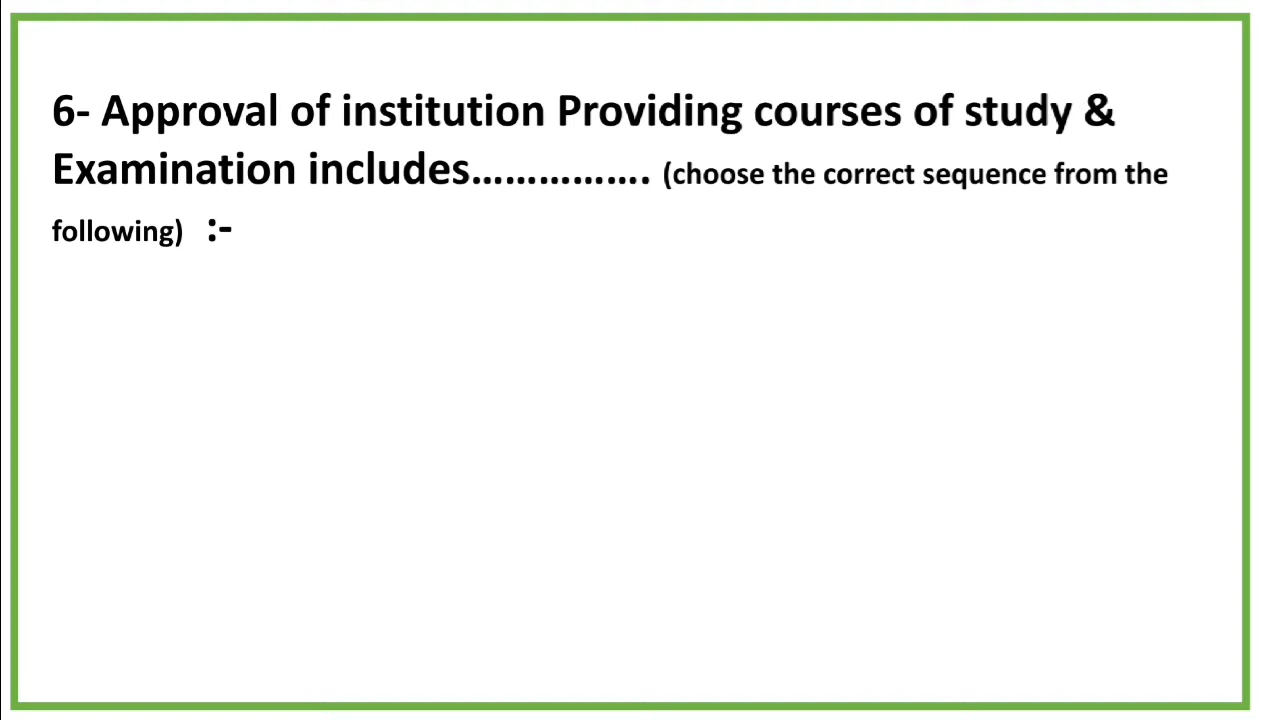 6- Approval of institution Providing courses of study &
Examination includes................ (choose the correct sequence from the
following) :-